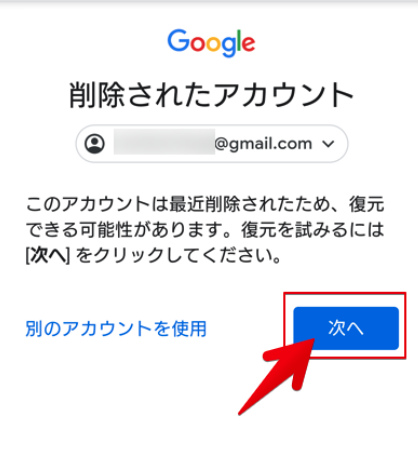 Google
削除されたアカウント
@gmail.com
このアカウントは最近削除されたため、復元
できる可能性があります。復元を試みるには
[次へ] をクリックしてください。
別のアカウントを使用
次へ